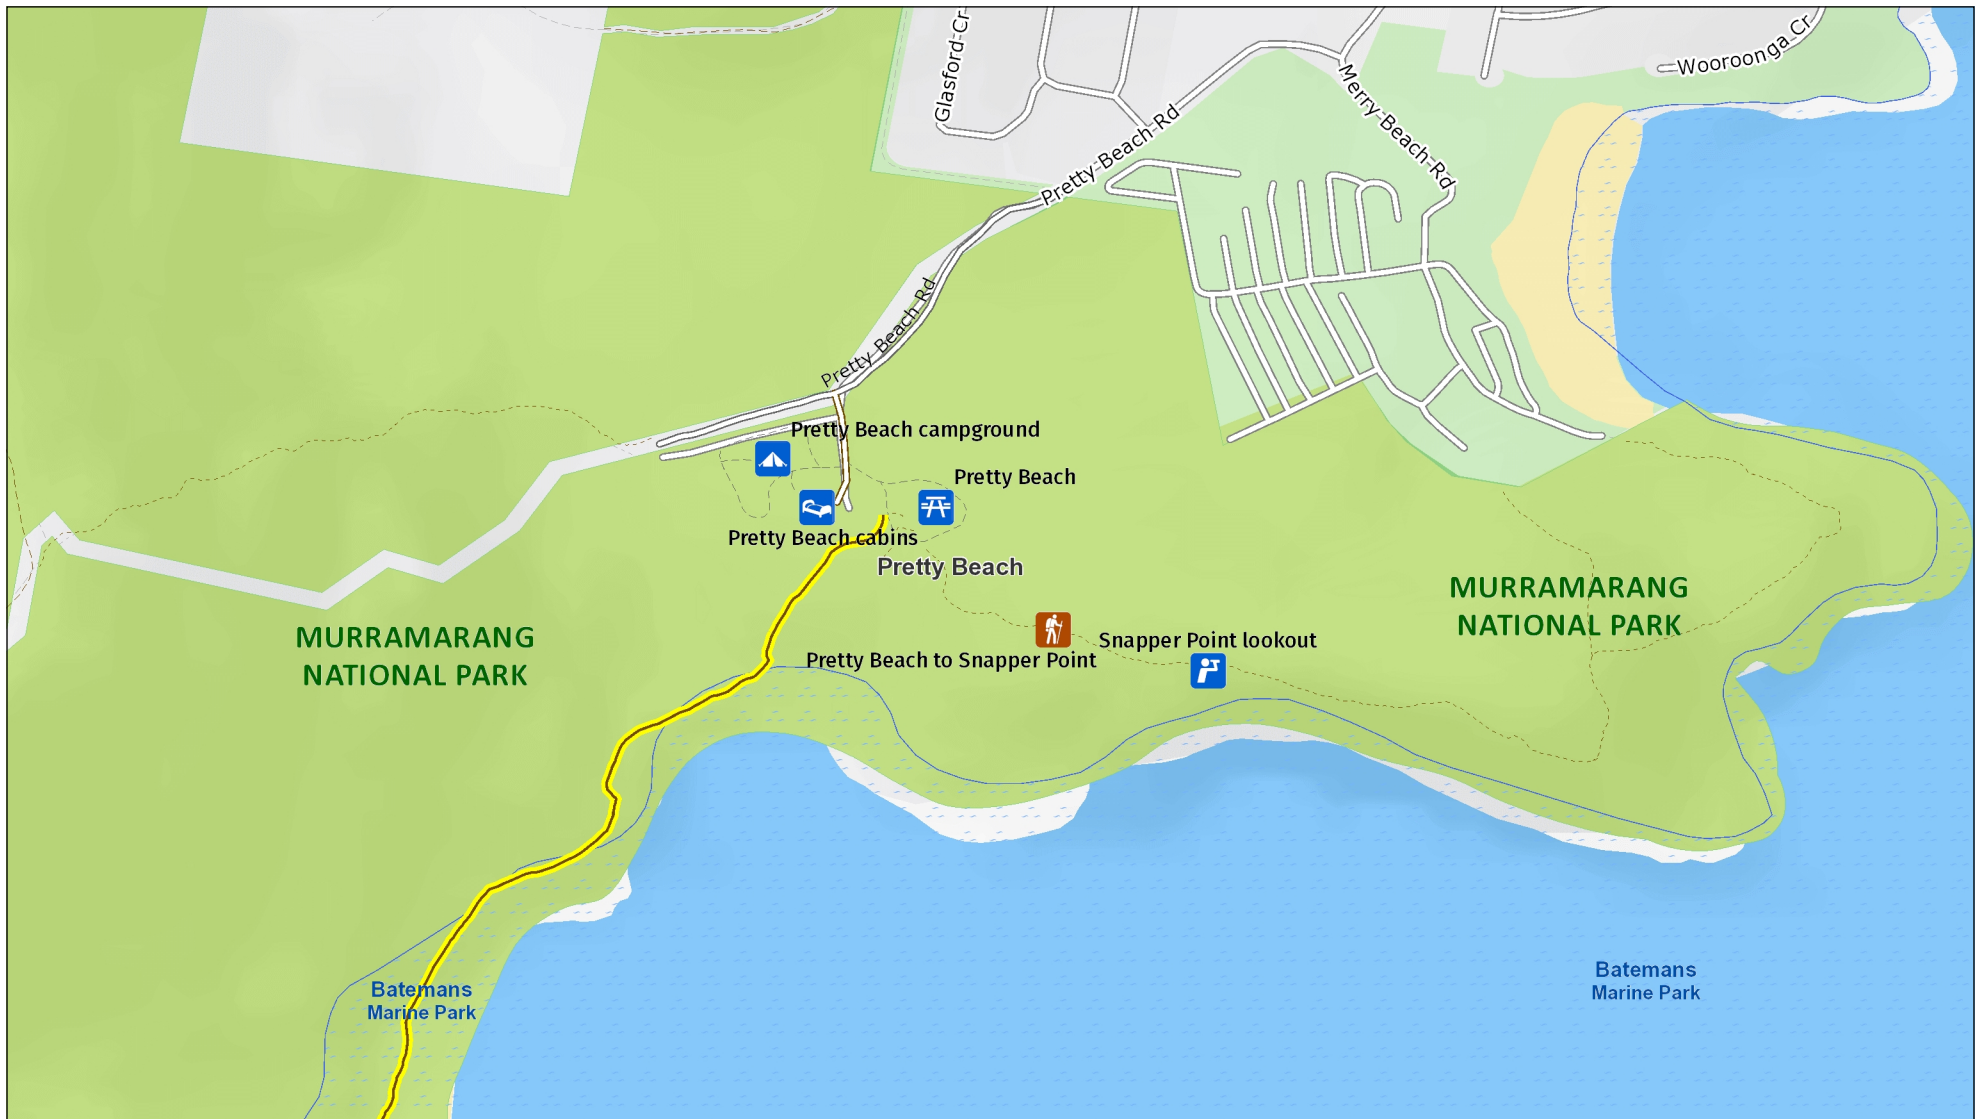 Glasford Cr
Wooroonga Cr
Merry Beach Rd
Pretty Beach Rd
Pretty Beach Rd
Pretty Beach campground
Pretty Beach
Pretty Beach cabins
Pretty Beach
MURRAMARANG
NATIONAL PARK
MURRAMARANG
NATIONAL PARK
Snapper Point lookout
Pretty Beach to Snapper Point
Batemans
Marine Park
Batemans
Marine Park